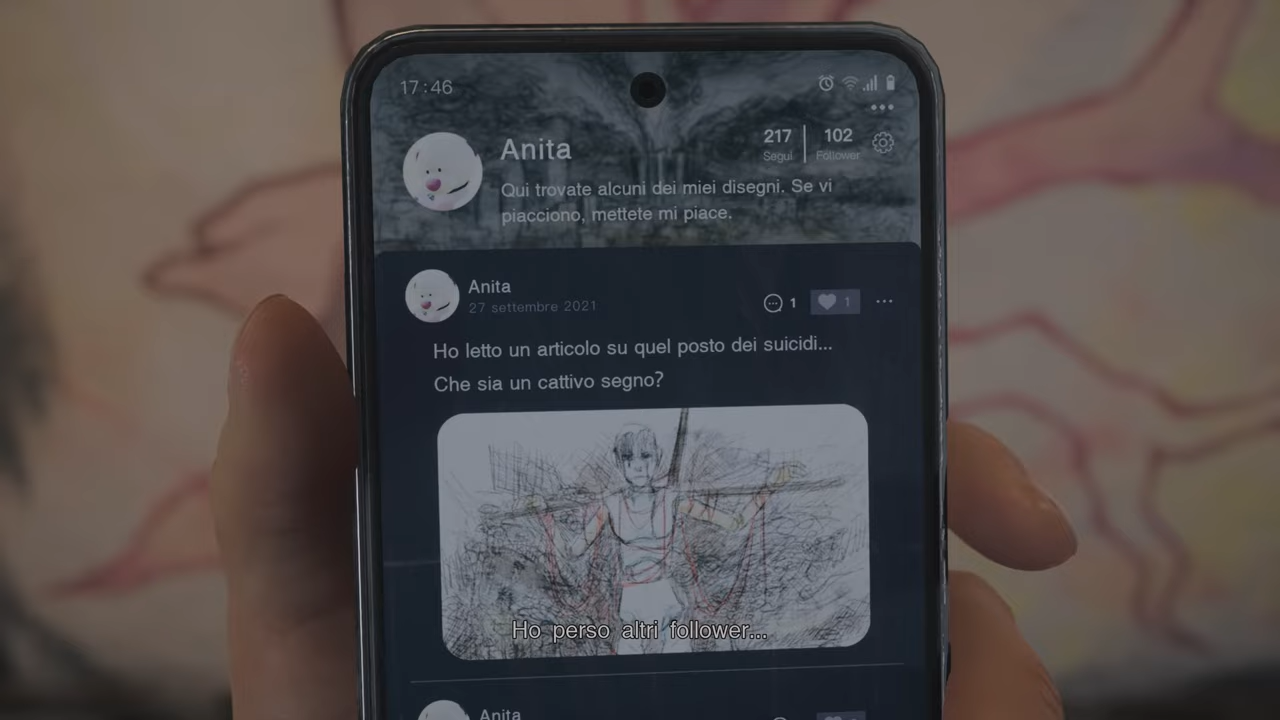 17:46
Anita
217
102
Segui
Follower
Qui trovate alcuni dei miei disegni. Se vi
piacciono, mettete mi piace.
Anita
27 settembre 2021
1
1
Ho letto un articolo su quel posto dei suicidi...
Che sia un cattivo segno?
Ho perso altri follower...
Anita